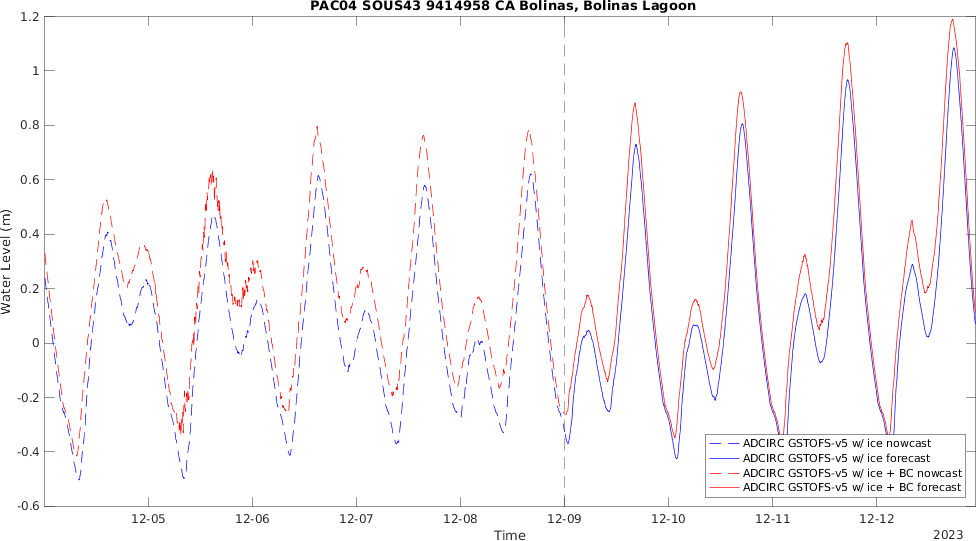 PAC04 SOUS43 9414958 CA Bolinas, Bolinas Lagoon
1.2
1
0.8
0.6
0.4
0.2
0
-0.2
-0.4
-0.6
Water Level (m)
12-05 12-06 12-07 12-08 12-09 12-10 12-11 12-12
Time
2023
ADCIRC GSTOFS-v5 w/ ice nowcast
ADCIRC GSTOFS-v5 w/ ice forecast
ADCIRC GSTOFS-v5 w/ ice + BC nowcast
ADCIRC GSTOFS-v5 w/ ice + BC forecast